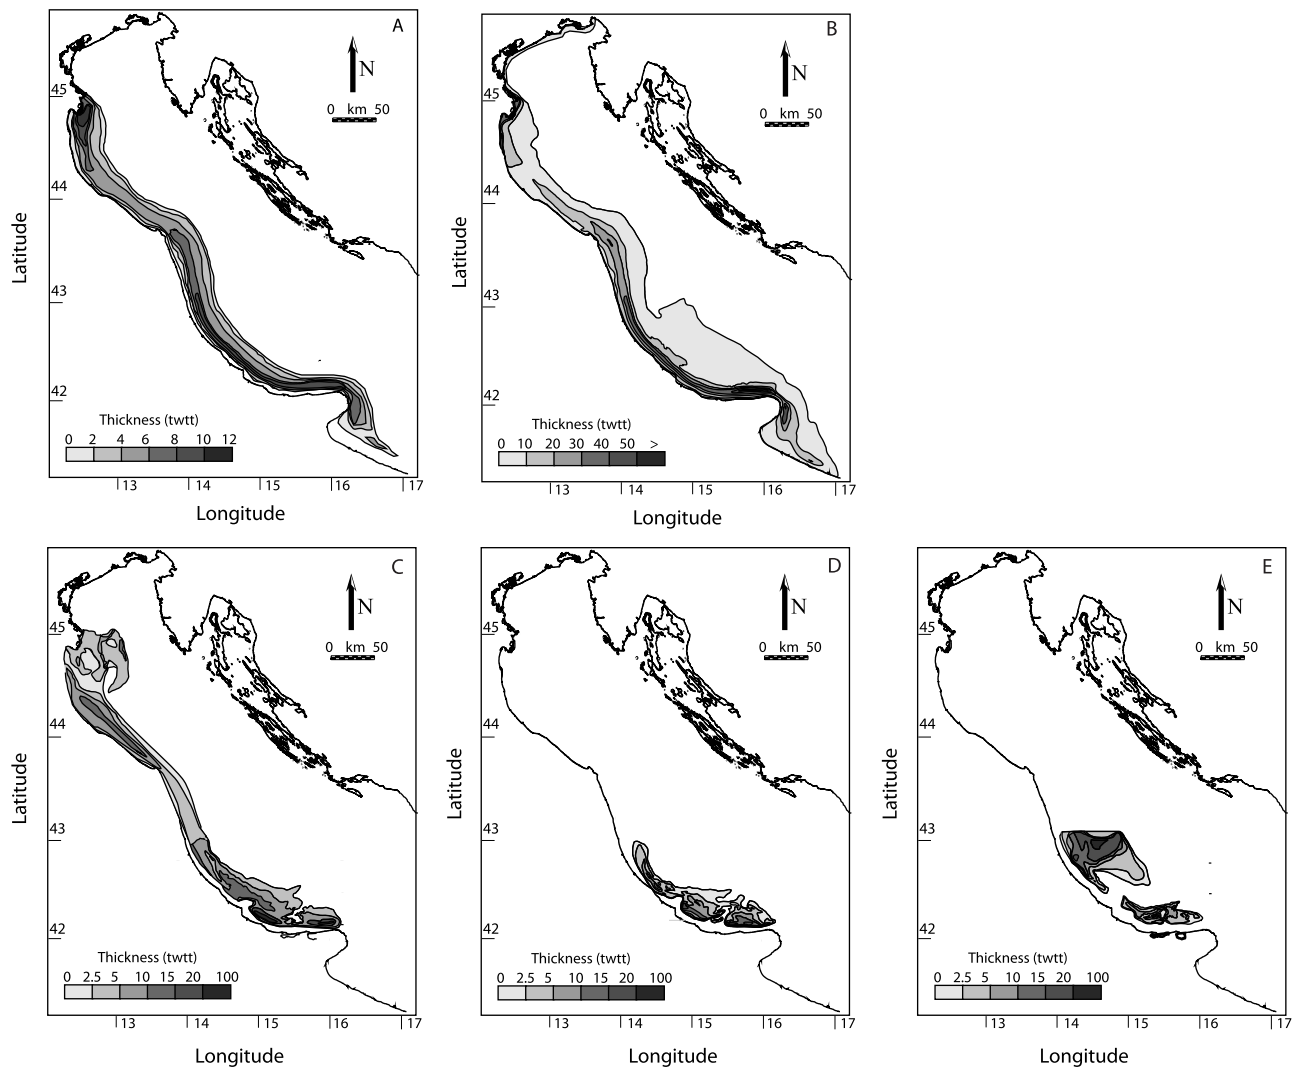 A
N
0 km 50
45
44
43
42
Latitude
Thickness (twtt)
0 2 4 6 8 10 12
13 14 15 16 17
Longitude
B
N
0 km 50
45
44
43
42
Latitude
Thickness (twtt)
0 10 20 30 40 50 >
13 14 15 16 17
Longitude
C
N
0 km 50
45
44
43
42
Latitude
Thickness (twtt)
0 2.5 5 10 15 20 100
13 14 15 16 17
Longitude
D
N
0 km 50
45
44
43
42
Latitude
Thickness (twtt)
0 2.5 5 10 15 20 100
13 14 15 16 17
Longitude
E
N
0 km 50
45
44
43
42
Latitude
Thickness (twtt)
0 2.5 5 10 15 20 100
13 14 15 16 17
Longitude